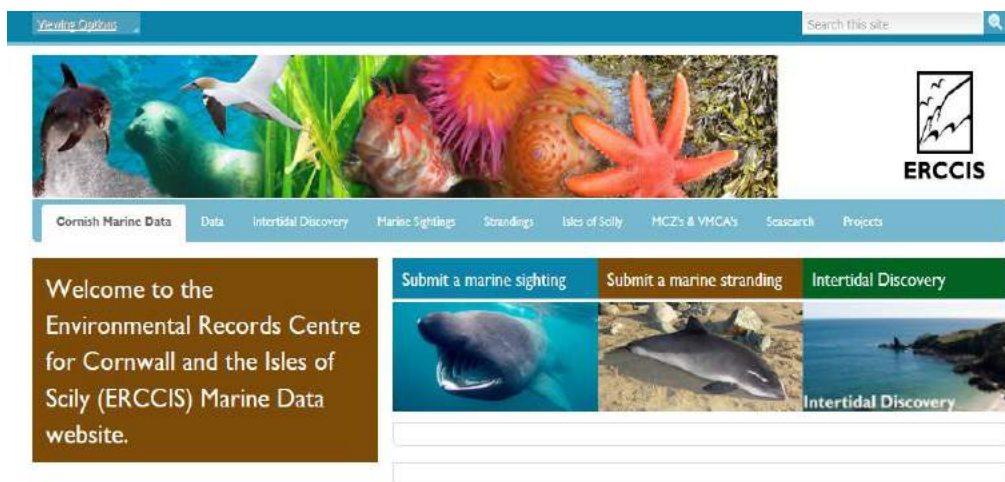 Viewing Options
Search this site
ERCCIS
Cornish Marine Data Data Intertidal Discovery Marine Sightings Strandings Isles of Scilly MCZ's & VMCA's Seasearch Projects
Welcome to the
Environmental Records Centre
for Cornwall and the Isles of
Scily (ERCCIS) Marine Data
website.
Submit a marine sighting
Submit a marine stranding
Intertidal Discovery
Intertidal Discovery